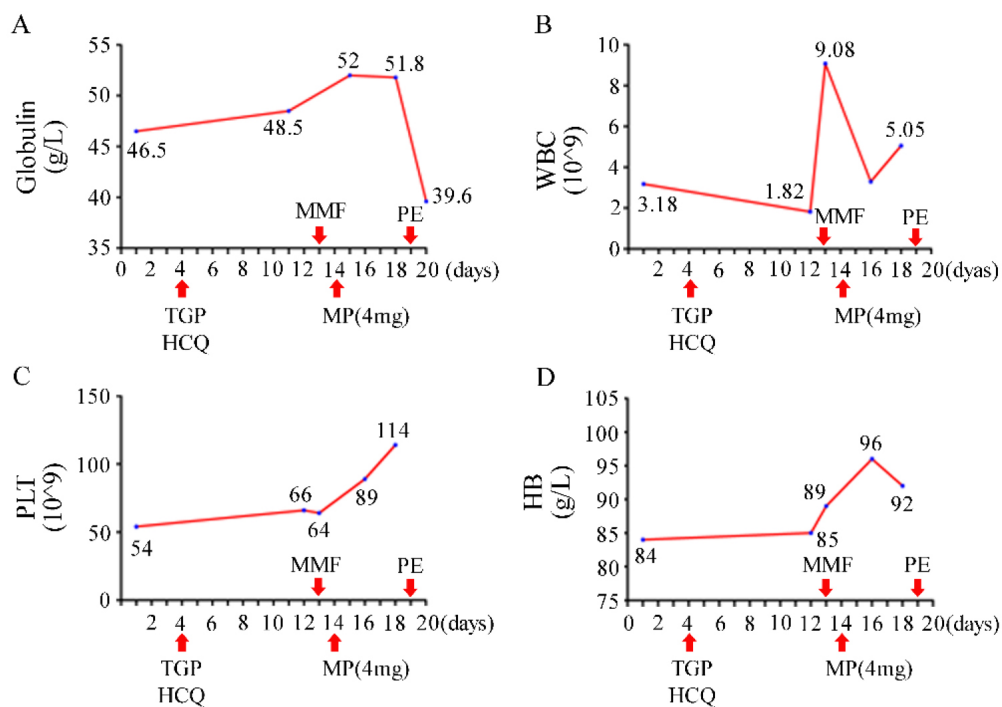 A
Globulin
(g/L)
55
50
45
40
35
46.5
48.5
52
51.8
39.6
MMF
PE
0 2 4 6 8 10 12 14 16 18 20 (days)
TGP
HCQ
MP(4mg)
B
WBC
(10^9)
10
8
6
4
2
0
3.18
1.82
9.08
5.05
MMF
PE
2 4 6 8 10 12 14 16 18 20 (dyas)
TGP
HCQ
MP(4mg)
C
PLT
(10^9)
150
100
50
0
54
66
64
89
114
MMF
PE
2 4 6 8 10 12 14 16 18 20 (days)
TGP
HCQ
MP(4mg)
D
HB
(g/L)
105
100
95
90
85
80
75
84
85
89
96
92
MMF
PE
0 2 4 6 8 10 12 14 16 18 20 (days)
TGP
HCQ
MP(4mg)